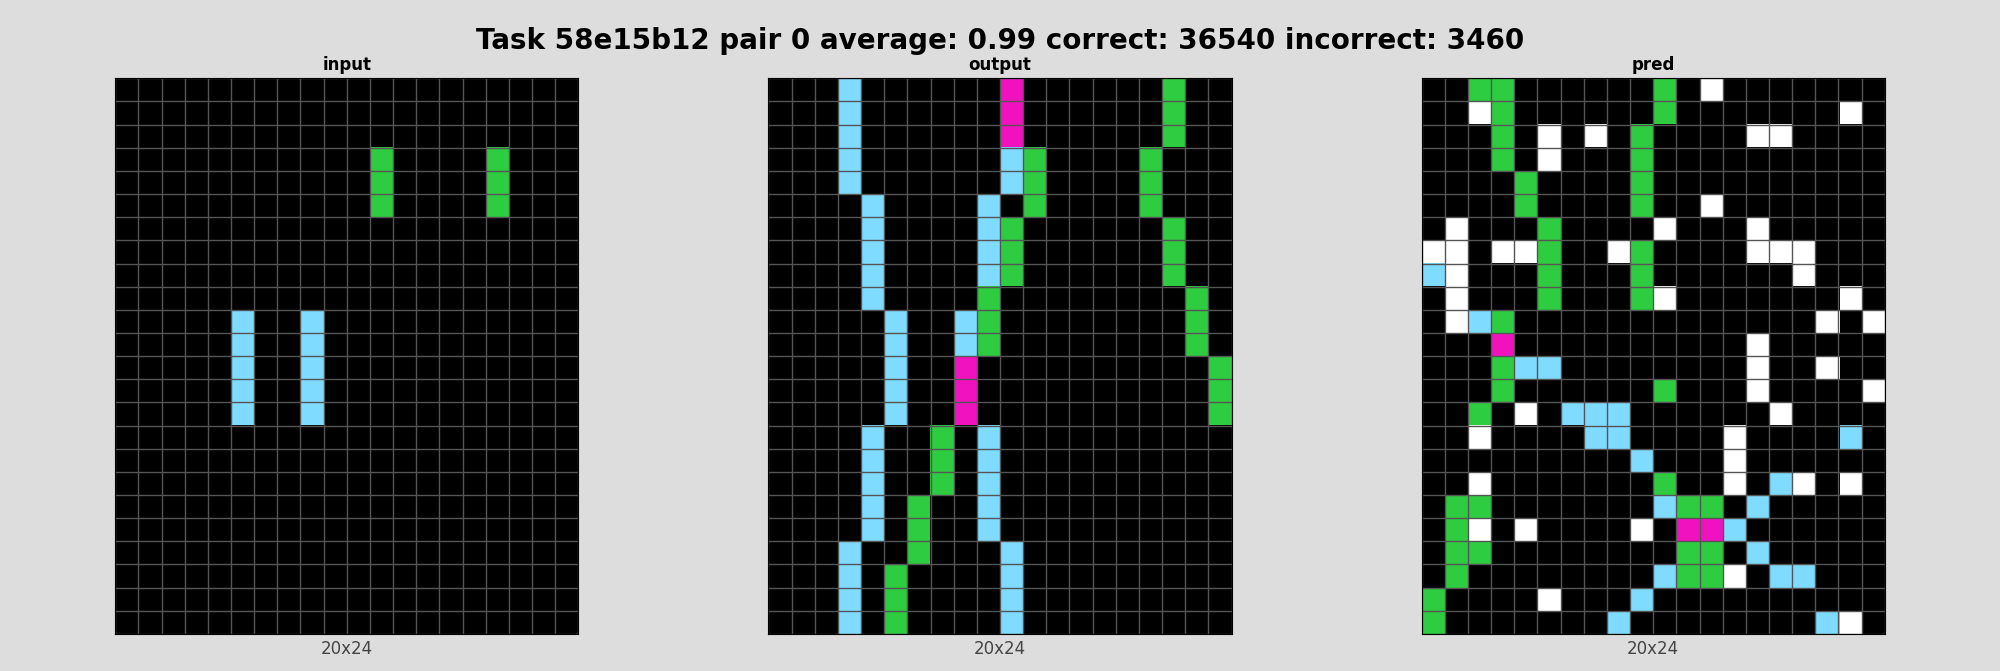 Task 58e15b12 pair 0 average: 0.99 correct: 36540 incorrect: 3460
input
output
pred
20x24
20x24
20x24